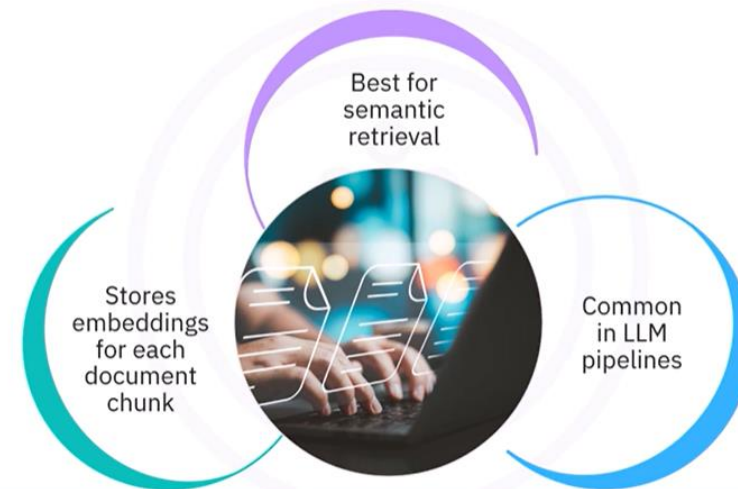 Best for
semantic
retrieval
Stores
embeddings
for each
document
chunk
Common
in LLM
pipelines